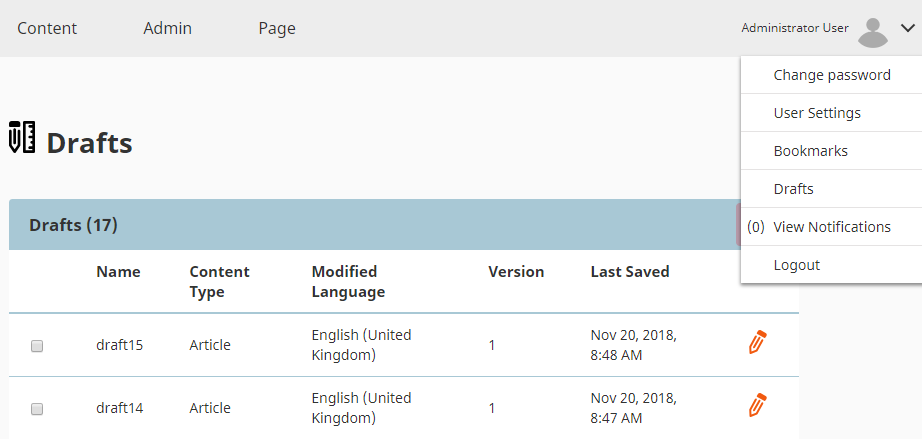 Content Admin Page Administrator User
Change password
User Settings
Bookmarks
Drafts
(0) View Notifications
Logout
Drafts
Drafts (17)
Name Content Type Modified Language Version Last Saved
draft15 Article English (United Kingdom) 1 Nov 20, 2018, 8:48 AM
draft14 Article English (United Kingdom) 1 Nov 20, 2018, 8:47 AM